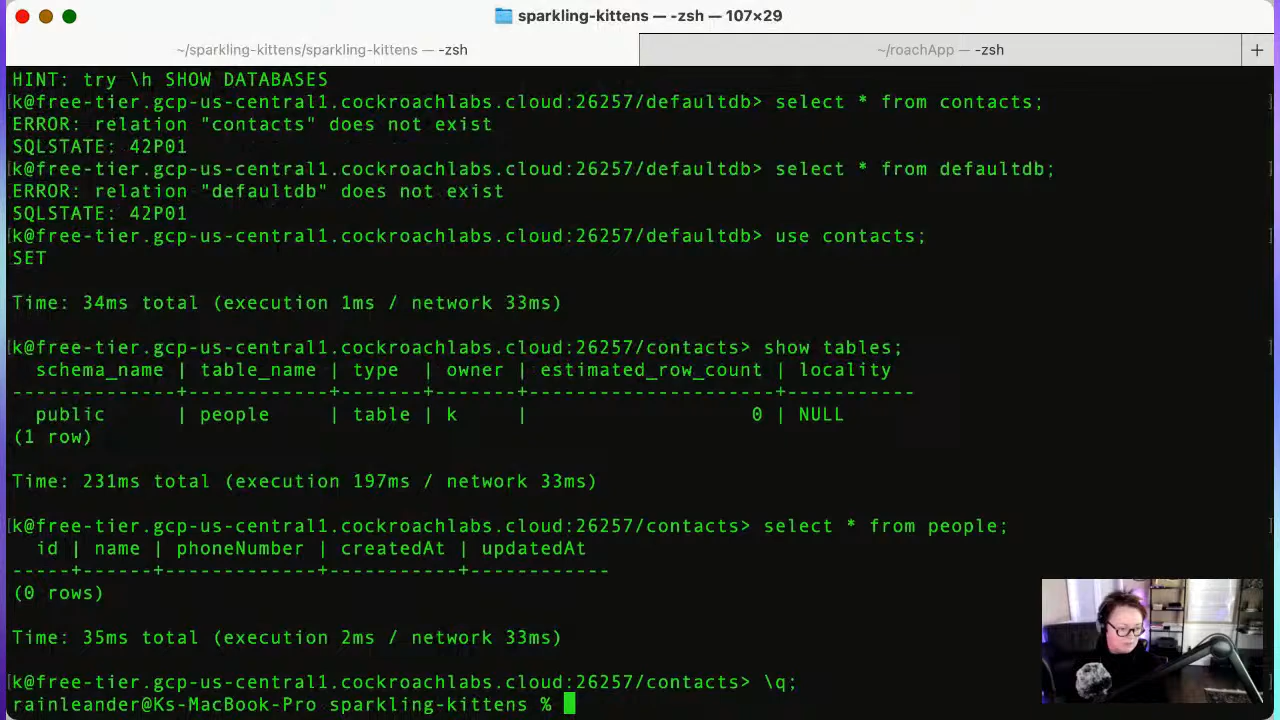 sparkling-kittens — -zsh — 107×29
~/sparkling-kittens/sparkling-kittens — -zsh
~/roachApp — -zsh
+
HINT: try \h SHOW DATABASES
[k@free-tier.gcp-us-central1.cockroachlabs.cloud:26257/defaultdb> select * from contacts; ]
ERROR: relation "contacts" does not exist
SQLSTATE: 42P01
[k@free-tier.gcp-us-central1.cockroachlabs.cloud:26257/defaultdb> select * from defaultdb; ]
ERROR: relation "defaultdb" does not exist
SQLSTATE: 42P01
[k@free-tier.gcp-us-central1.cockroachlabs.cloud:26257/defaultdb> use contacts; ]
SET
Time: 34ms total (execution 1ms / network 33ms)
[k@free-tier.gcp-us-central1.cockroachlabs.cloud:26257/contacts> show tables; ]
schema_name | table_name | type | owner | estimated_row_count | locality
--------------+------------+-------+-------+---------------------+-----------
public | people | table | k | 0 | NULL
(1 row)
Time: 231ms total (execution 197ms / network 33ms)
[k@free-tier.gcp-us-central1.cockroachlabs.cloud:26257/contacts> select * from people; ]
id | name | phoneNumber | createdAt | updatedAt
-----+------+-------------+-----------+------------
(0 rows)
Time: 35ms total (execution 2ms / network 33ms)
[k@free-tier.gcp-us-central1.cockroachlabs.cloud:26257/contacts> \q; ]
rainleander@Ks-MacBook-Pro sparkling-kittens %